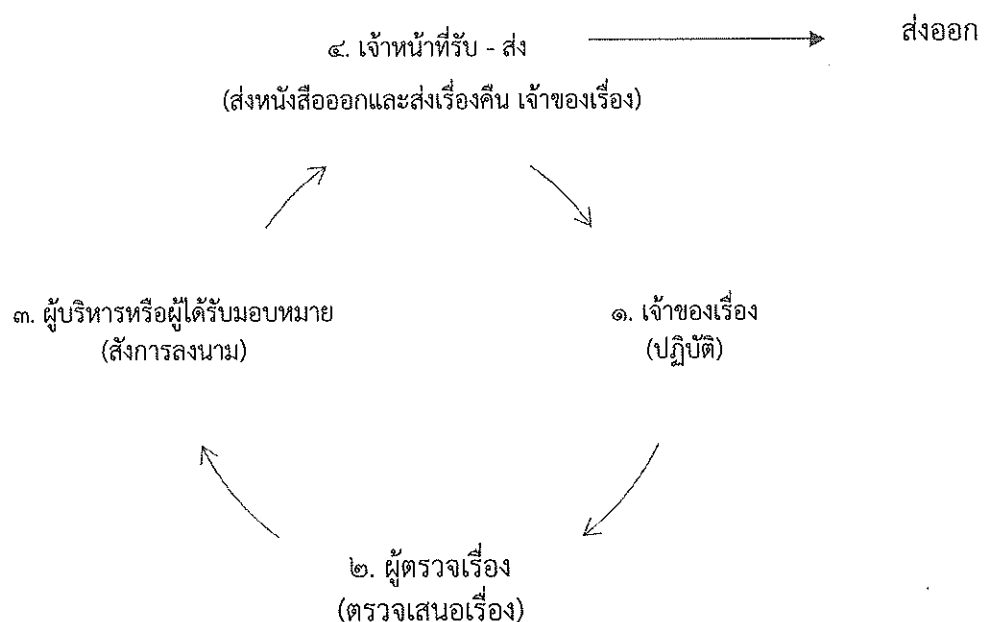 ๔. เจ้าหน้าที่รับ - ส่ง
ส่งออก
(ส่งหนังสือออกและส่งเรื่องคืน เจ้าของเรื่อง)
๓. ผู้บริหารหรือผู้ได้รับมอบหมาย
(สังการลงนาม)
๑. เจ้าของเรื่อง
(ปฏิบัติ)
๒. ผู้ตรวจเรื่อง
(ตรวจเสนอเรื่อง)